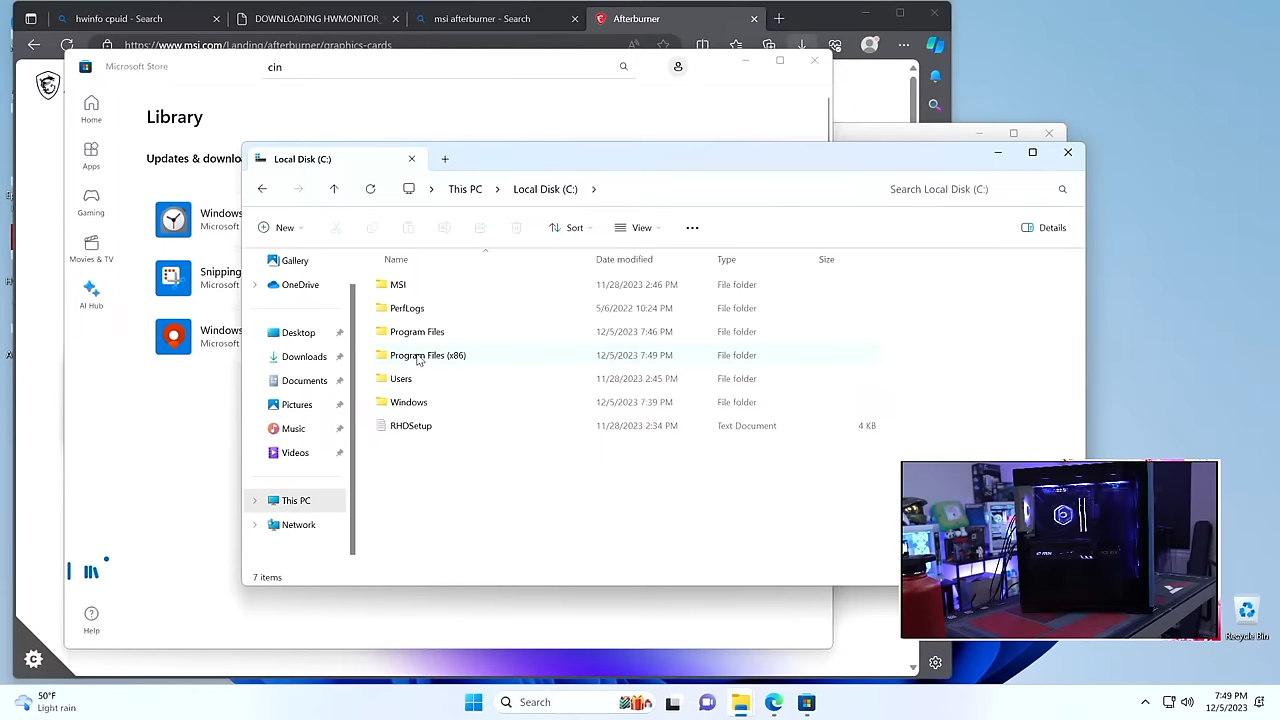 hwinfo cpuid - Search
DOWNLOADING HWMONITOR
msi afterburner - Search
Afterburner
https://www.msi.com/Landing/afterburner/graphics-cards
Microsoft Store
cin
Home
Apps
Gaming
Movies & TV
AI Hub
Help
Library
Updates & downlo
Windows
Microsoft
Snipping
Microsoft
Windows
Microsoft
Local Disk (C:)
This PC
Local Disk (C:)
Search Local Disk (C:)
New
Sort
View
Details
Gallery
OneDrive
Desktop
Downloads
Documents
Pictures
Music
Videos
This PC
Network
Name Date modified Type Size
MSI 11/28/2023 2:46 PM File folder
PerfLogs 5/6/2022 10:24 PM File folder
Program Files 12/5/2023 7:46 PM File folder
Program Files (x86) 12/5/2023 7:49 PM File folder
Users 11/28/2023 2:45 PM File folder
Windows 12/5/2023 7:39 PM File folder
RHDSetup 11/28/2023 2:34 PM Text Document 4 KB
7 items
Recycle Bin
50°F
Light rain
Search
7:49 PM
12/5/2023